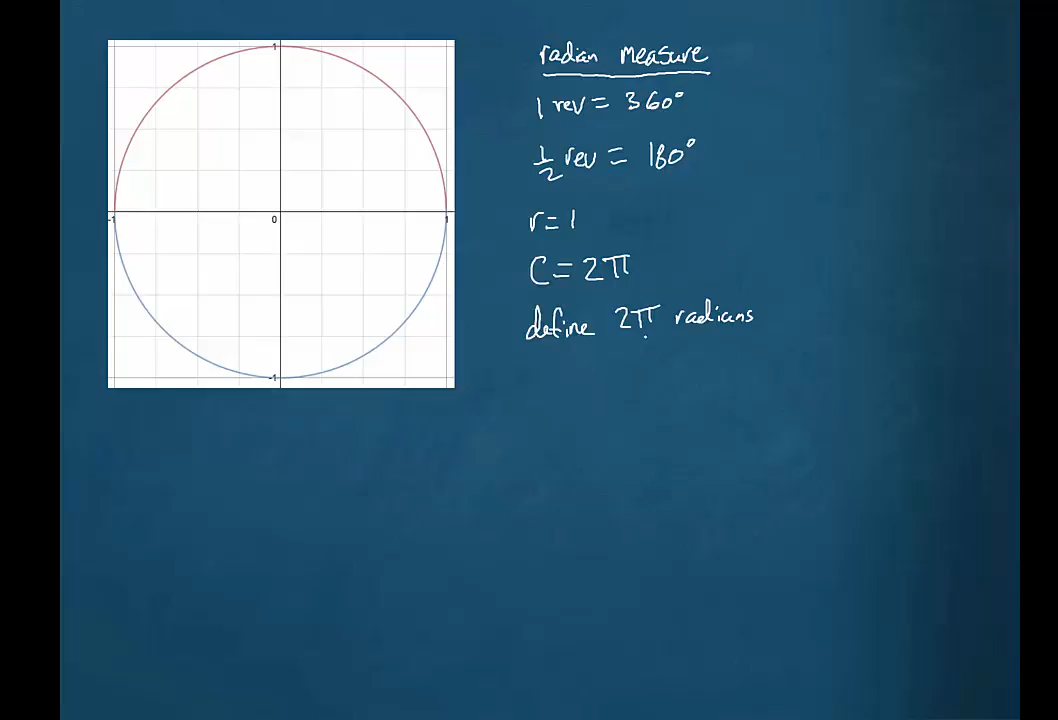 radian measure
1 rev = 360°
1/2 rev = 180°
r = 1
C = 2π
define 2π radians
1
-1
0
1
-1